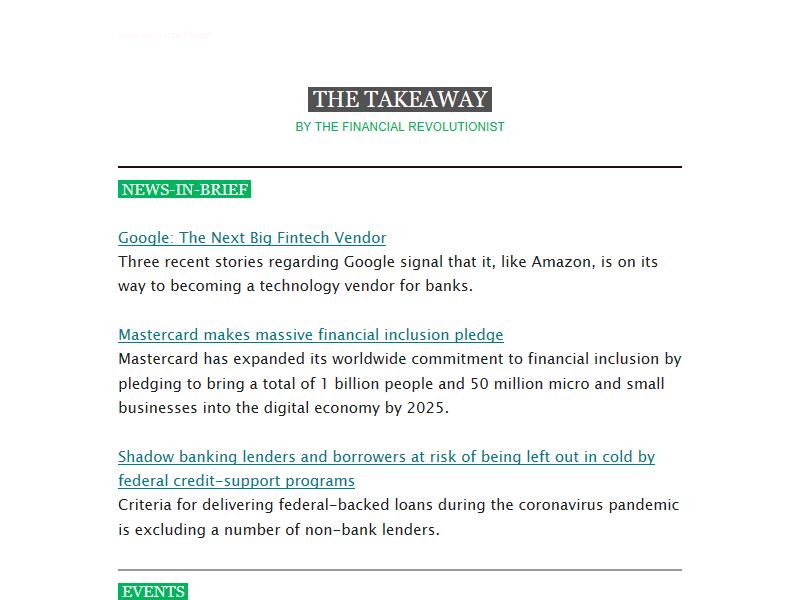 THE TAKEAWAY
BY THE FINANCIAL REVOLUTIONIST
NEWS-IN-BRIEF
Google: The Next Big Fintech Vendor
Three recent stories regarding Google signal that it, like Amazon, is on its
way to becoming a technology vendor for banks.
Mastercard makes massive financial inclusion pledge
Mastercard has expanded its worldwide commitment to financial inclusion by
pledging to bring a total of 1 billion people and 50 million micro and small
businesses into the digital economy by 2025.
Shadow banking lenders and borrowers at risk of being left out in cold by
federal credit-support programs
Criteria for delivering federal-backed loans during the coronavirus pandemic
is excluding a number of non-bank lenders.
EVENTS